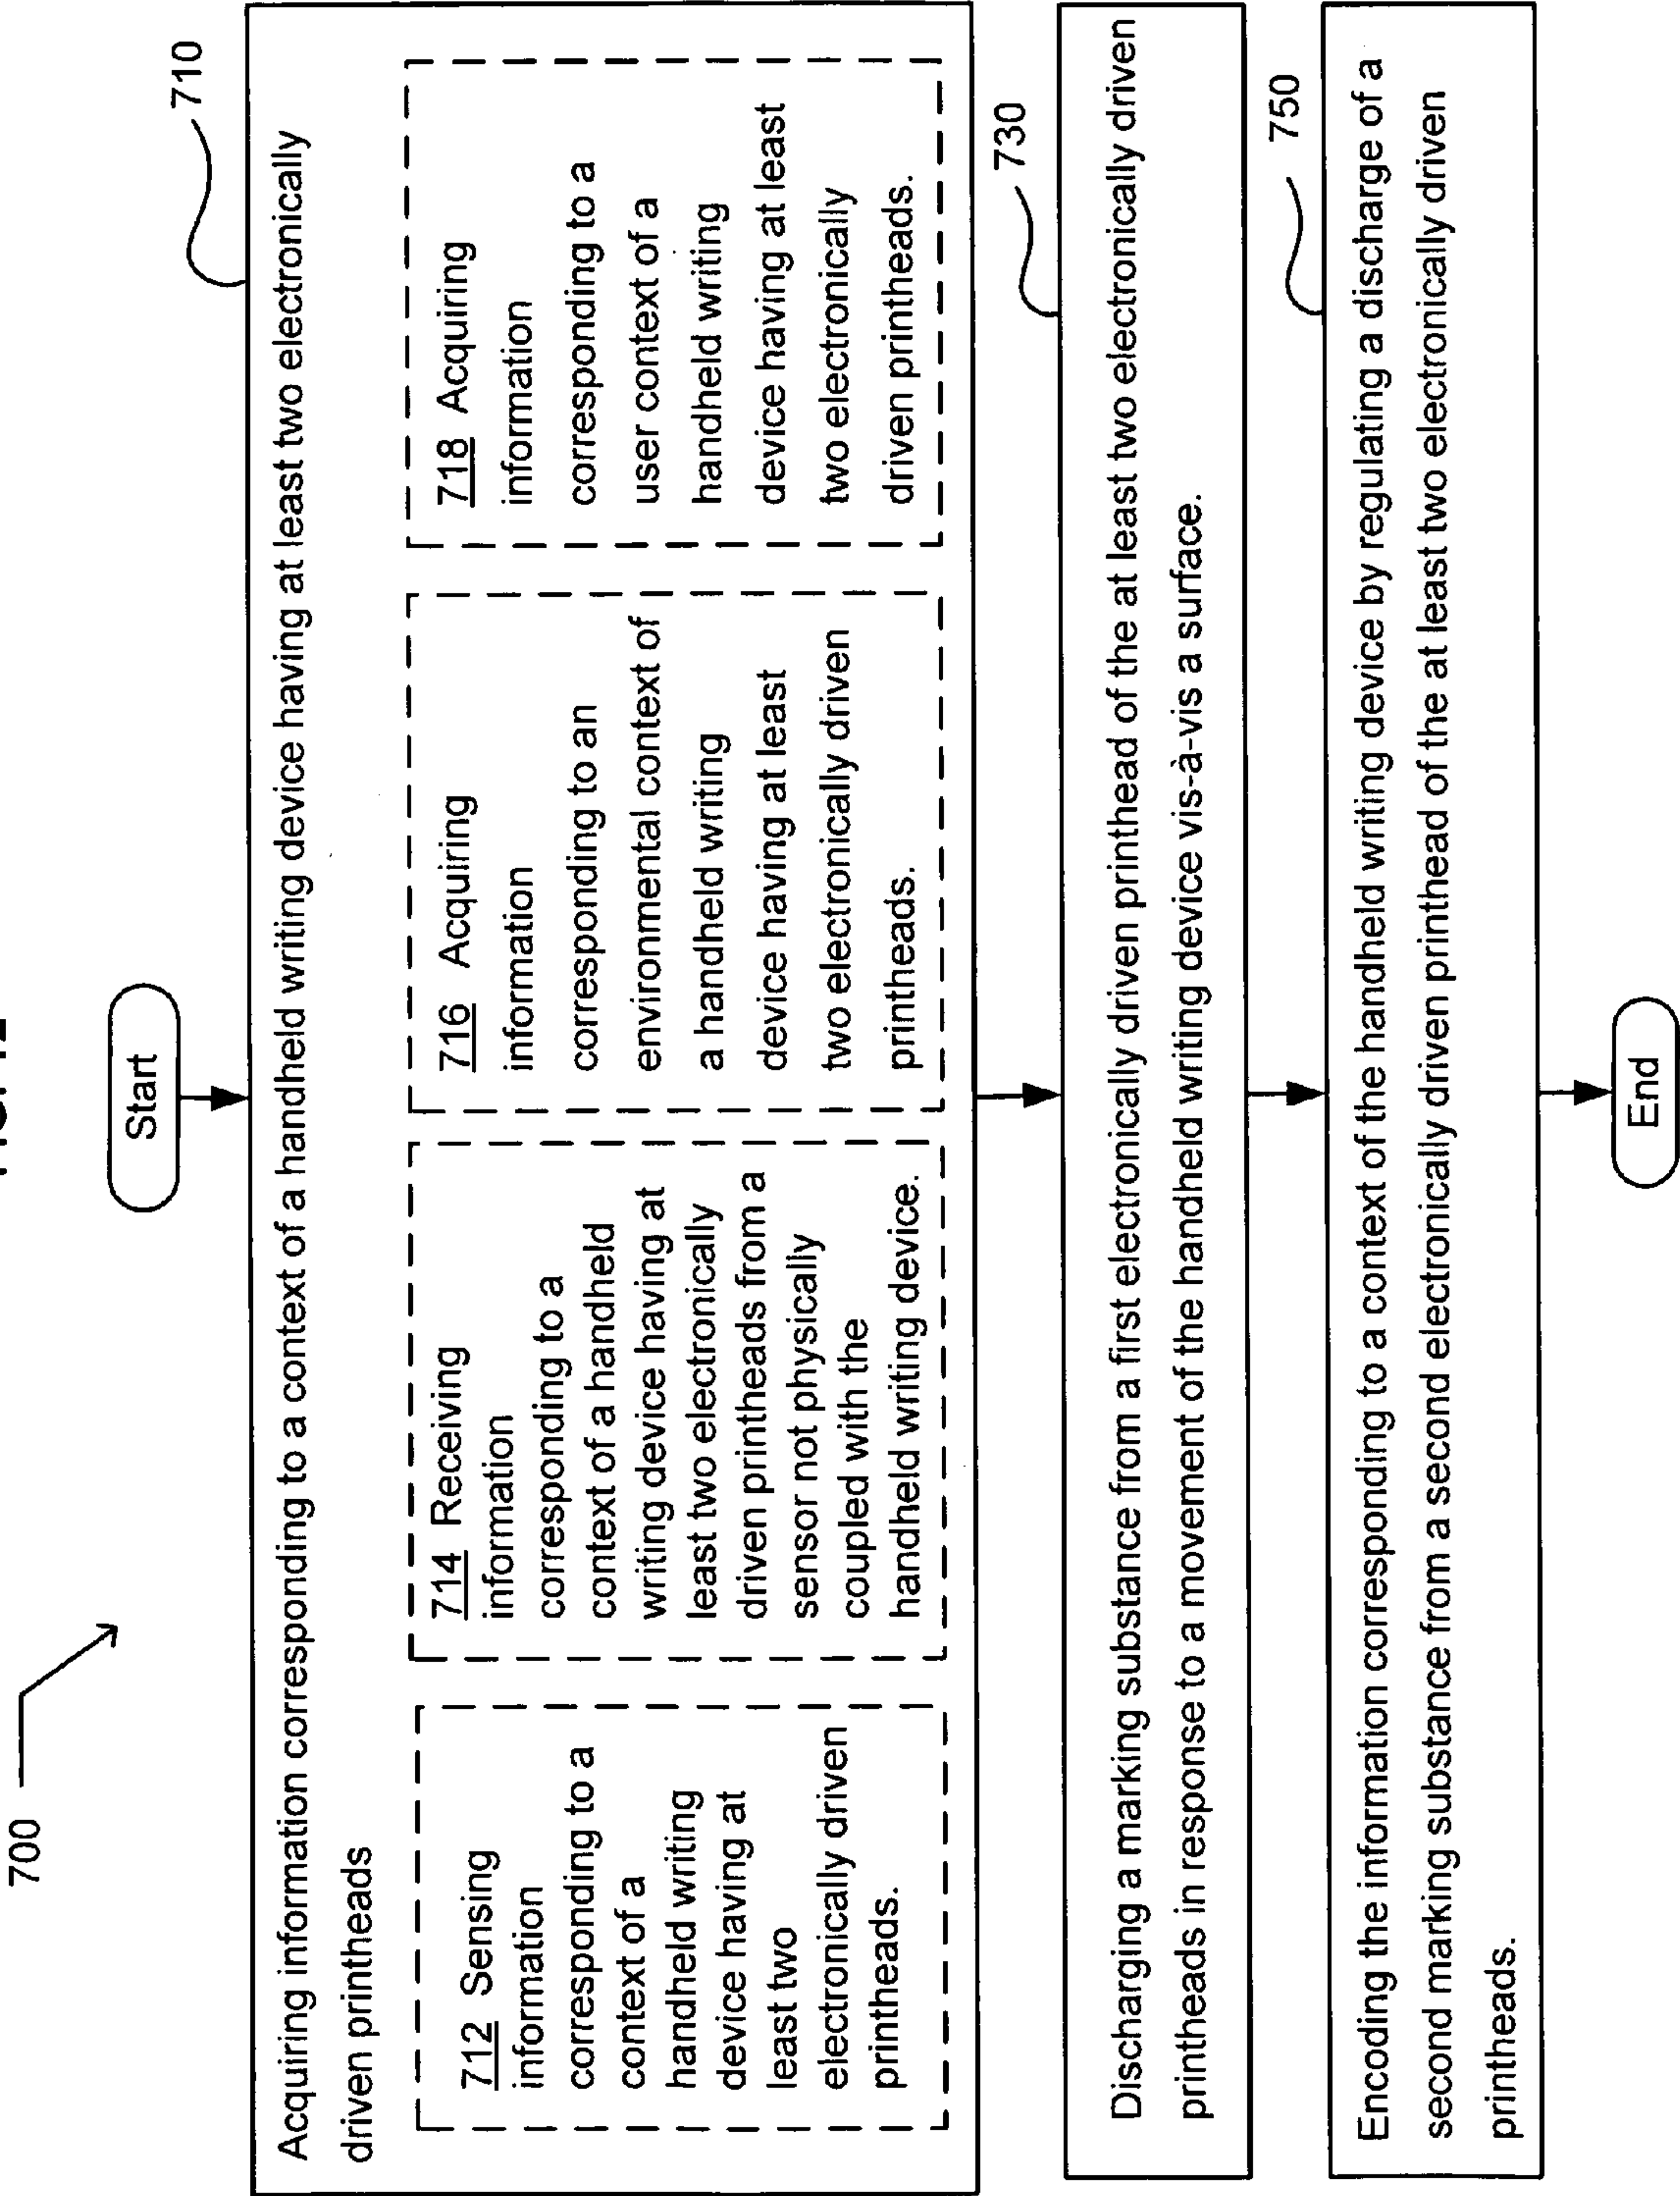 700
Start
710
Acquiring information corresponding to a context of a handheld writing device having at least two electronically
driven printheads
712 Sensing
information
corresponding to a
context of a
handheld writing
device having at
least two
electronically driven
printheads.
714 Receiving
information
corresponding to a
context of a handheld
writing device having at
least two electronically
driven printheads from a
sensor not physically
coupled with the
handheld writing device.
716 Acquiring
information
corresponding to an
environmental context of
a handheld writing
device having at least
two electronically driven
printheads.
718 Acquiring
information
corresponding to a
user context of a
handheld writing
device having at least
two electronically
driven printheads.
730
Discharging a marking substance from a first electronically driven printhead of the at least two electronically driven
printheads in response to a movement of the handheld writing device vis-à-vis a surface.
750
Encoding the information corresponding to a context of the handheld writing device by regulating a discharge of a
second marking substance from a second electronically driven printhead of the at least two electronically driven
printheads.
End